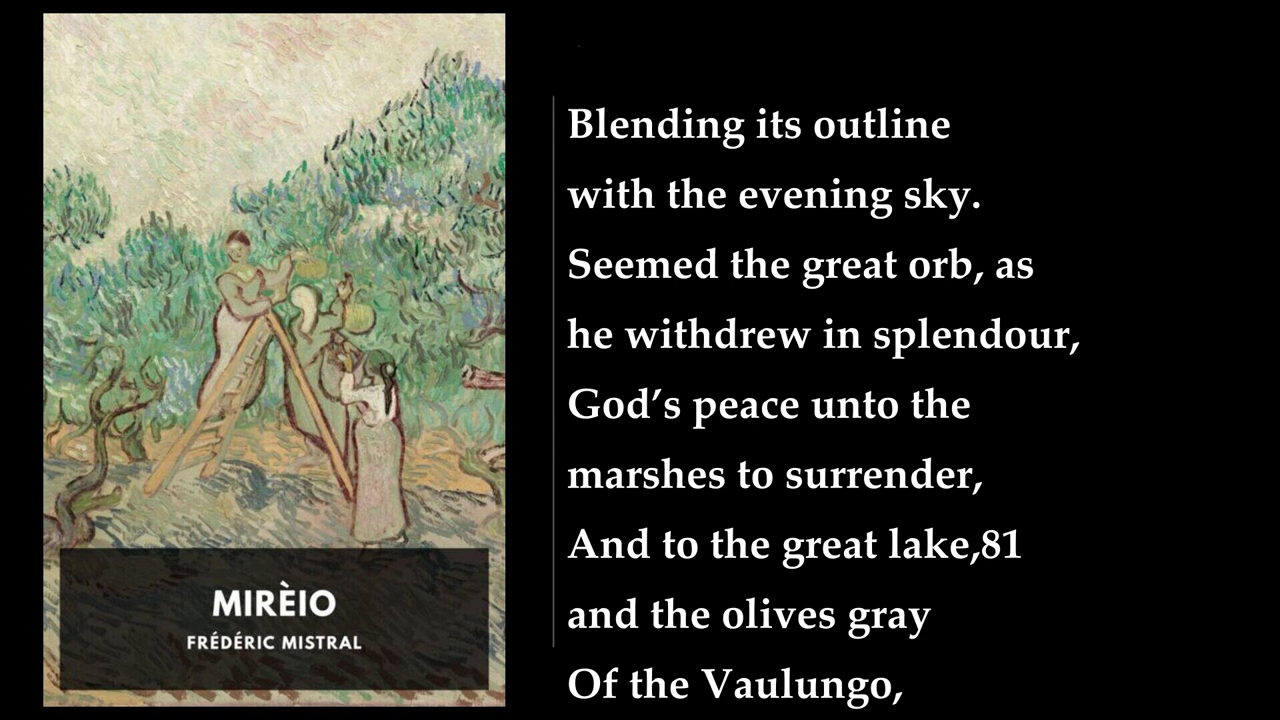 MIRÈIO
FRÉDÉRIC MISTRAL
Blending its outline
with the evening sky.
Seemed the great orb, as
he withdrew in splendour,
God’s peace unto the
marshes to surrender,
And to the great lake,81
and the olives gray
Of the Vaulungo,